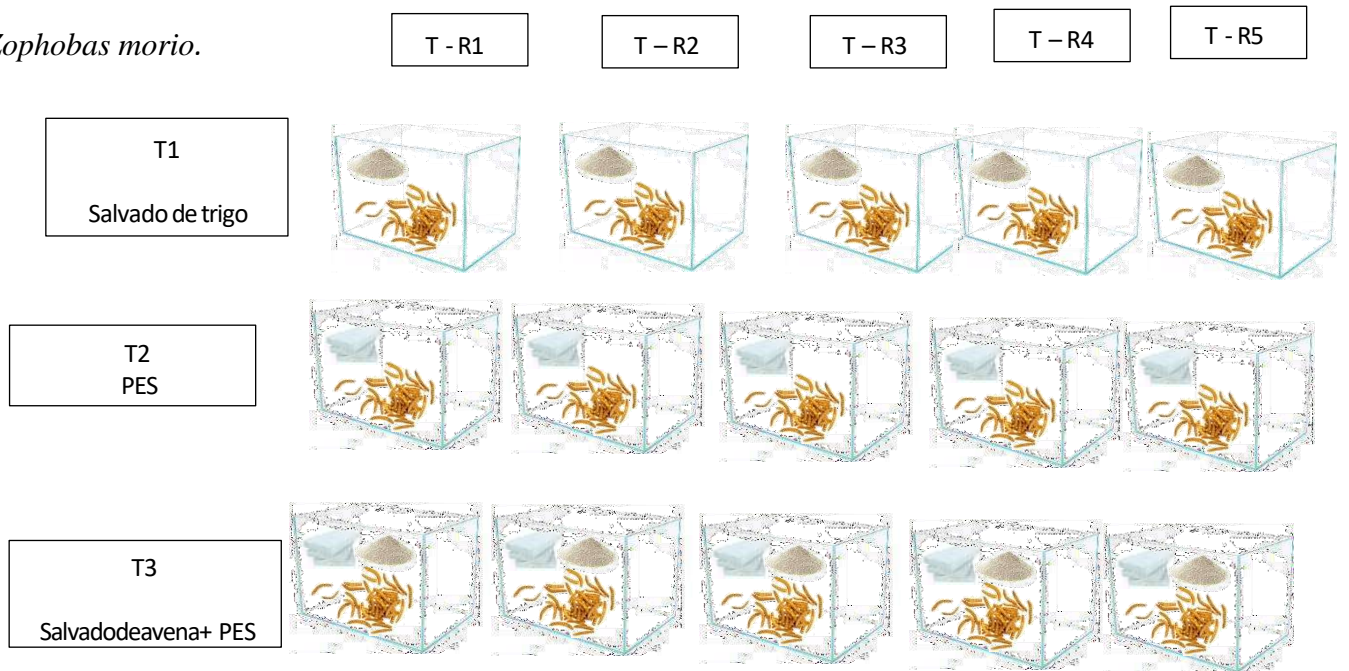 Zophobas morio.
T - R1
T – R2
T – R3
T – R4
T - R5
T1
Salvado de trigo
T2
PES
T3
Salvadodeavena+ PES